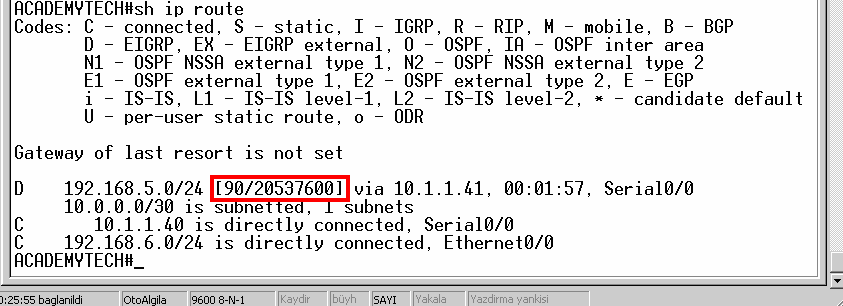 ACADEMYTECH#sh ip route
Codes: C - connected, S - static, I - IGRP, R - RIP, M - mobile, B - BGP
       D - EIGRP, EX - EIGRP external, O - OSPF, IA - OSPF inter area
       N1 - OSPF NSSA external type 1, N2 - OSPF NSSA external type 2
       E1 - OSPF external type 1, E2 - OSPF external type 2, E - EGP
       i - IS-IS, L1 - IS-IS level-1, L2 - IS-IS level-2, * - candidate default
       U - per-user static route, o - ODR
Gateway of last resort is not set
D    192.168.5.0/24 [90/20537600] via 10.1.1.41, 00:01:57, Serial0/0
     10.0.0.0/30 is subnetted, 1 subnets
C       10.1.1.40 is directly connected, Serial0/0
C    192.168.6.0/24 is directly connected, Ethernet0/0
ACADEMYTECH#_
0:25:55 baglanildi OtoAlgila 9600 8-N-1 Kaydir büyh SAYI Yakala Yazdirma yankisi